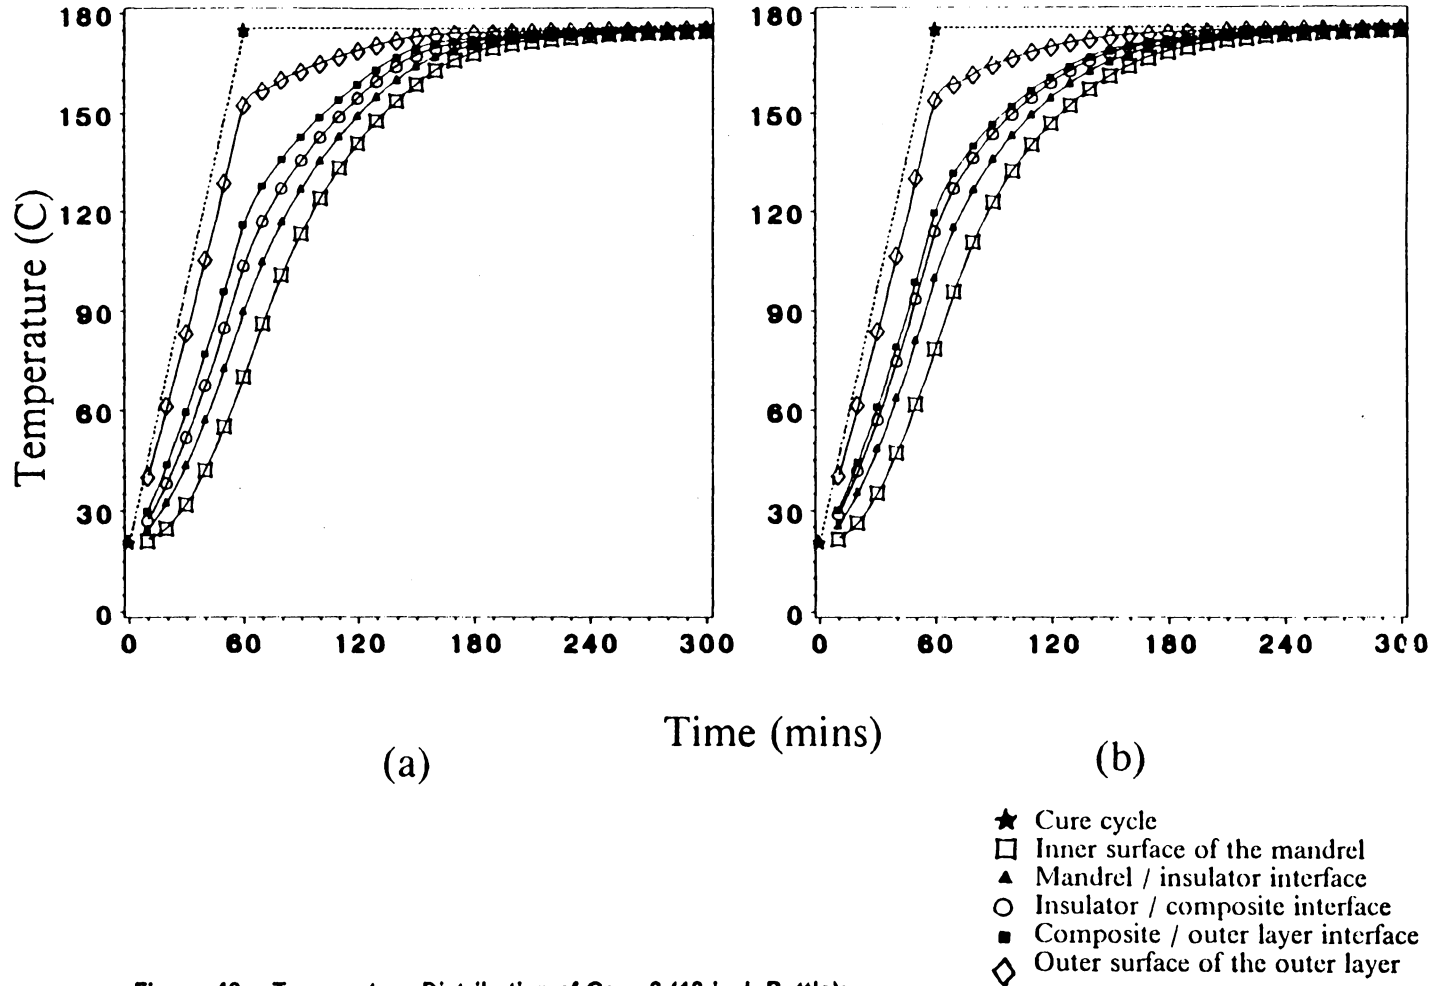 180
150
120
90
60
30
0
0 60 120 180 240 300
180
150
120
90
60
30
0
0 60 120 180 240 300
Temperature (C)
Time (mins)
(a)
(b)
Cure cycle
Inner surface of the mandrel
Mandrel / insulator interface
Insulator / composite interface
Composite / outer layer interface
Outer surface of the outer layer